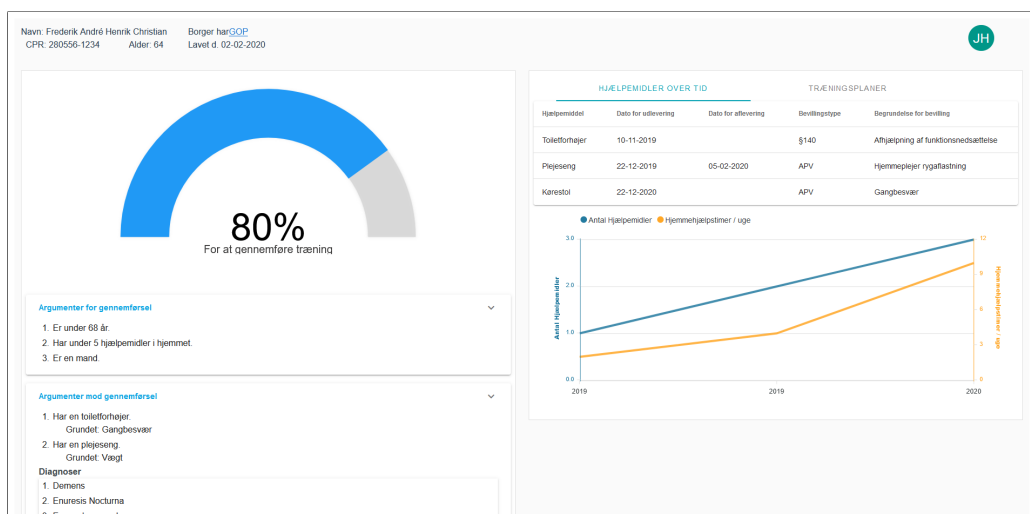 Navn: Frederik André Henrik Christian
CPR: 280556-1234 Alder: 64
Borger harGOP
Lavet d. 02-02-2020
JH
80%
For at gennemføre træning
Argumenter for gennemførsel
1. Er under 68 år.
2. Har under 5 hjælpemidler i hjemmet.
3. Er en mand.
Argumenter mod gennemførsel
1. Har en toiletforhøjer.
Grundet: Gangbesvær
2. Har en plejeseng.
Grundet: Vægt
Diagnoser
1. Demens
2. Enuresis Nocturna
HJÆLPEMIDLER OVER TID TRÆNINGSPLANER
Hjælpemiddel Dato for udlevering Dato for aflevering Bevillingstype Begrundelse for bevilling
Toiletforhøjer 10-11-2019 §140 Afhjælpning af funktionsnedsættelse
Plejeseng 22-12-2019 05-02-2020 APV Hjemmeplejer rygaflastning
Kørestol 22-12-2020 APV Gangbesvær
Antal Hjælpemidler Hjemmehjælpstimer / uge
3.0
2.0
1.0
0.0
Antal Hjælpemidler
12
9
6
3
0
Hjemmehjælpstimer / uge
2019 2019 2020